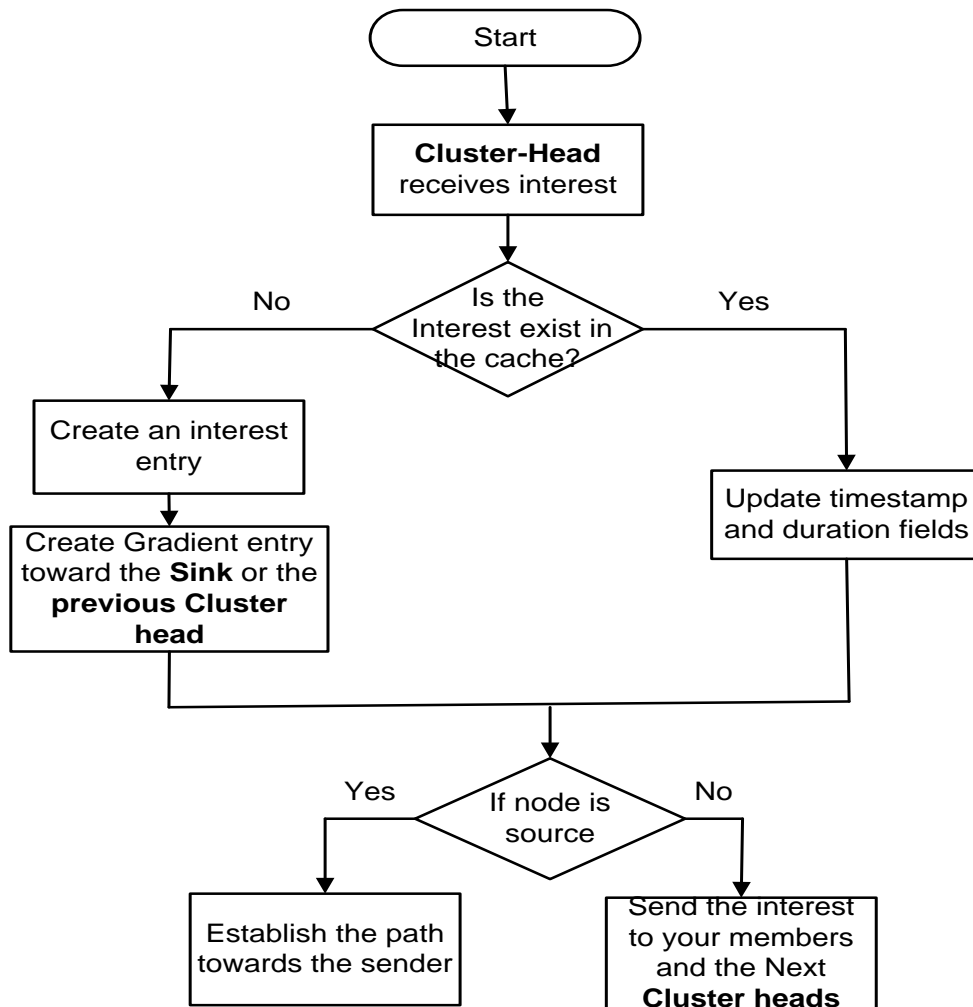 Start
Cluster-Head
receives interest
No
Is the
Interest exist in
the cache?
Yes
Create an interest
entry
Update timestamp
and duration fields
Create Gradient entry
toward the Sink or the
previous Cluster
head
Yes
If node is
source
No
Establish the path
towards the sender
Send the interest
to your members
and the Next
Cluster heads